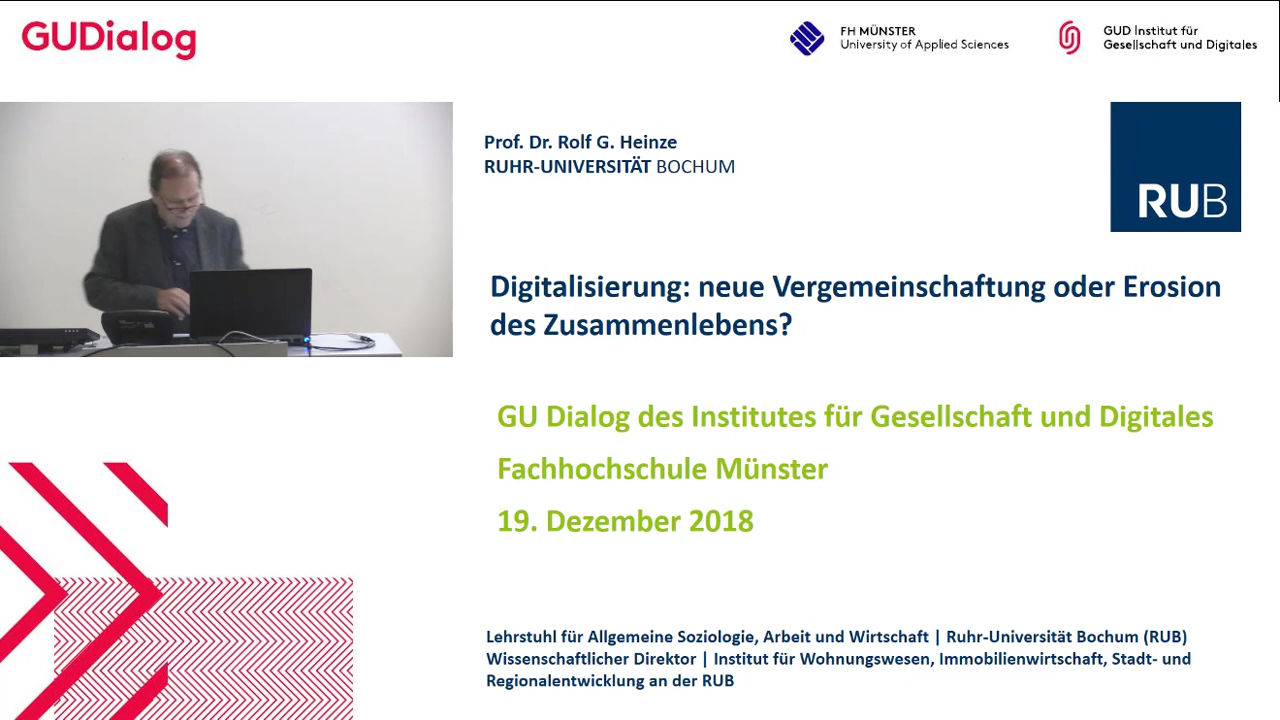 GUDialog
FH MÜNSTER
University of Applied Sciences
GUD Institut für
Gesellschaft und Digitales
Prof. Dr. Rolf G. Heinze
RUHR-UNIVERSITÄT BOCHUM
RUB
Digitalisierung: neue Vergemeinschaftung oder Erosion
des Zusammenlebens?
GU Dialog des Institutes für Gesellschaft und Digitales
Fachhochschule Münster
19. Dezember 2018
Lehrstuhl für Allgemeine Soziologie, Arbeit und Wirtschaft | Ruhr-Universität Bochum (RUB)
Wissenschaftlicher Direktor | Institut für Wohnungswesen, Immobilienwirtschaft, Stadt- und
Regionalentwicklung an der RUB